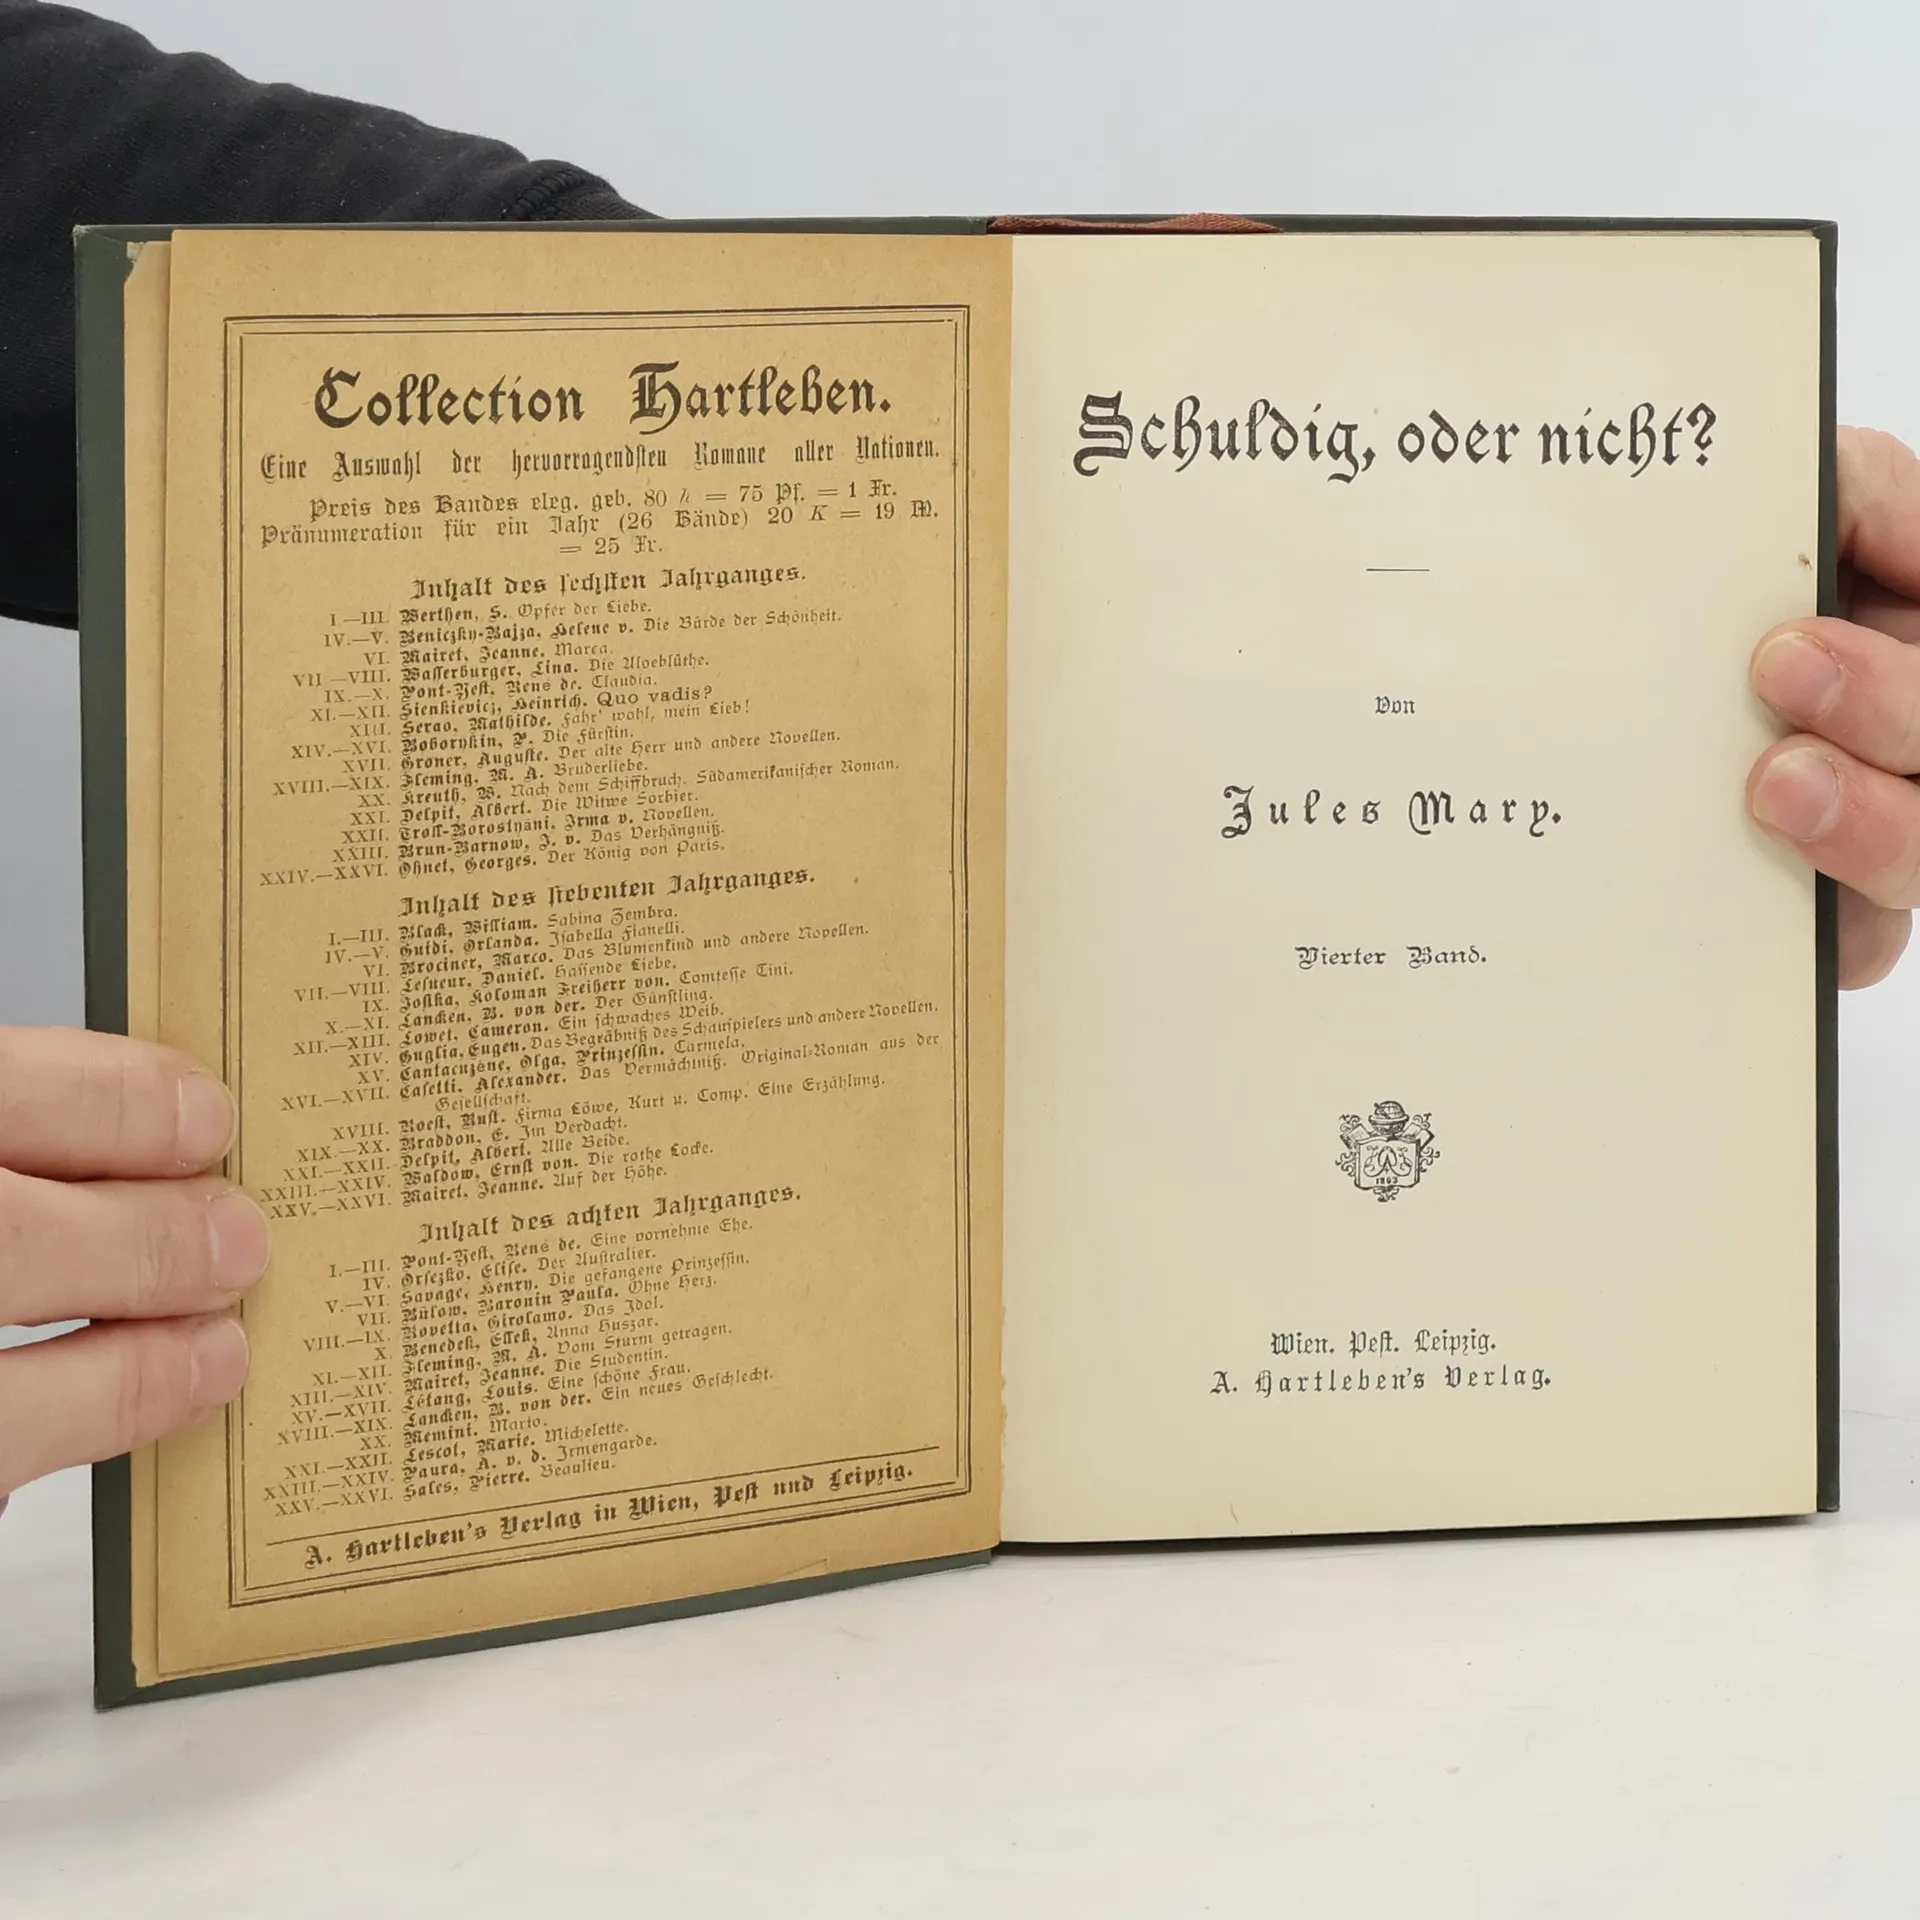 Collection Hartleben.
Eine Auswahl der hervorragendsten Romane aller Nationen.
Preis des Bandes eleg. geb. 80 h = 75 Pf. = 1 Fr.
Pränumeration für ein Jahr (26 Bände) 20 K = 19 M.
= 25 Fr.
Inhalt des sechsten Jahrganges.
I.—III. Werthen, S. Opfer der Liebe.
IV.—V. Beniczky-Bajza, Helene v. Die Bürde der Schönheit.
VI. Mairet, Jeanne. Marca.
VII—VIII. Wasserburger, Lina. Die Aloeblüthe.
IX.—X. Pont-Jest, René de. Claudia.
XI.—XII. Sienkievicz, Heinrich. Quo vadis?
XIII. Serao, Mathilde. Fahr' wohl, mein Lieb!
XIV.—XVI. Boborykin, P. Die Fürstin.
XVII. Groner, Auguste. Der alte Herr und andere Novellen.
XVIII.—XIX. Fleming, M. A. Bruderliebe.
XX. Kreuth, W. Nach dem Schiffbruch. Südamerikanischer Roman.
XXI. Delpit, Albert. Die Witwe Sorbier.
XXII. Troll-Borostyáni, Irma v. Novellen.
XXIII. Brun-Barnow, J. v. Das Verhängniß.
XXIV.—XXVI. Ohnet, Georges. Der König von Paris.
Inhalt des siebenten Jahrganges.
I.—III. Black, William. Sabina Zembra.
IV.—V. Guidi, Orlanda. Isabella Fianelli.
VI. Brociner, Marco. Das Blumenkind und andere Novellen.
VII.—VIII. Lesueur, Daniel. Hassende Liebe.
IX. Josika, Koloman Freiherr von. Comtesse Tini.
X.—XI. Lancken, B. von der. Der Günstling.
XII.—XIII. Lowet, Cameron. Ein schwaches Weib.
XIV. Guglia, Eugen. Das Begräbniß des Schauspielers und andere Novellen.
XV. Cantacuzène, Olga, Prinzessin. Carmela.
XVI.—XVII. Caselli, Alexander. Das Vermächtniß. Original-Roman aus der
Gesellschaft.
XVIII. Roest, Rust. Firma Löwe, Kurt u. Comp. Eine Erzählung.
XIX.—XX. Braddon, E. Im Verdacht.
XXI.—XXII. Delpit, Albert. Alle Beide.
XXIII.—XXIV. Waldow, Ernst von. Die rothe Locke.
XXV.—XXVI. Mairet, Jeanne. Auf der Höhe.
Inhalt des achten Jahrganges.
I.—III. Pont-Jest, René de. Eine vornehme Ehe.
IV. Orzeszko, Elise. Der Australier.
V.—VI. Savage, Henry. Die gefangene Prinzessin.
VII. Bülow, Baronin Paula. Ohne Herz.
VIII.—IX. Rovetta, Girolamo. Das Idol.
X. Benedek, Elek. Anna Huszar.
XI.—XII. Fleming, M. A. Vom Sturm getragen.
XIII.—XIV. Mairet, Jeanne. Die Studentin.
XV.—XVII. Létang, Louis. Eine schöne Frau.
XVIII.—XIX. Lancken, B. von der. Ein neues Geschlecht.
XX. Memini. Mario.
XXI.—XXII. Lescot, Marie. Michelette.
XXIII.—XXIV. Paura, A. v. d. Irmengarde.
XXV.—XXVI. Sales, Pierre. Beaulieu.
A. Hartleben's Verlag in Wien, Pest und Leipzig.
Schuldig, oder nicht?
Von
Jules Mary.
Vierter Band.
1803
Wien. Pest. Leipzig.
A. Hartleben's Verlag.